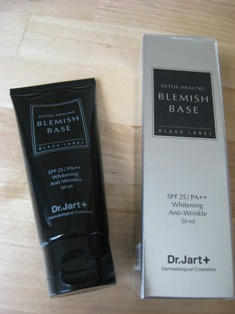 DETOX HEALING
BLEMISH
BASE
BLACK LABEL
SPF 25 / PA++
Whitening
Anti-Wrinkle
50 ml
Dr.Jart+
Dermatological Cosmetics
DETOX HEALING
BLEMISH
BASE
BLACK LABEL
SPF 25 / PA++
Whitening
Anti-Wrinkle
50 ml
Dr.Jart+
Dermatological Cosmetics